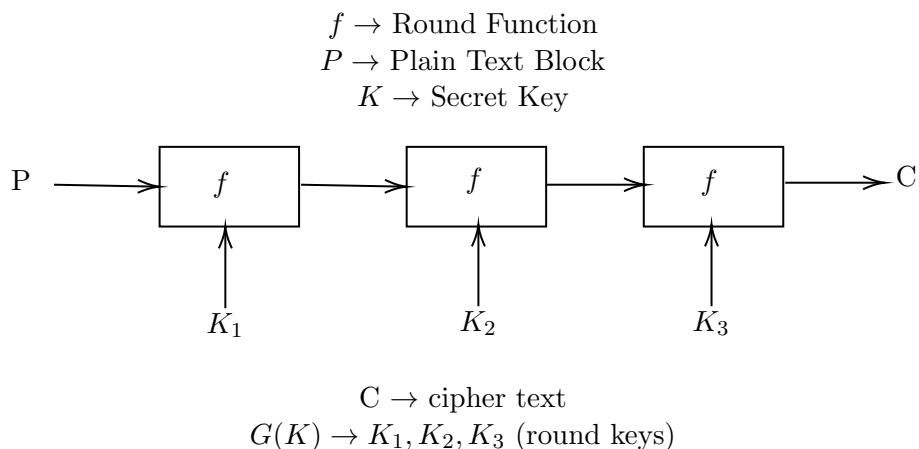 f → Round Function
P → Plain Text Block
K → Secret Key
P
f
f
f
C
K₁
K₂
K₃
C → cipher text
G(K) → K₁, K₂, K₃ (round keys)